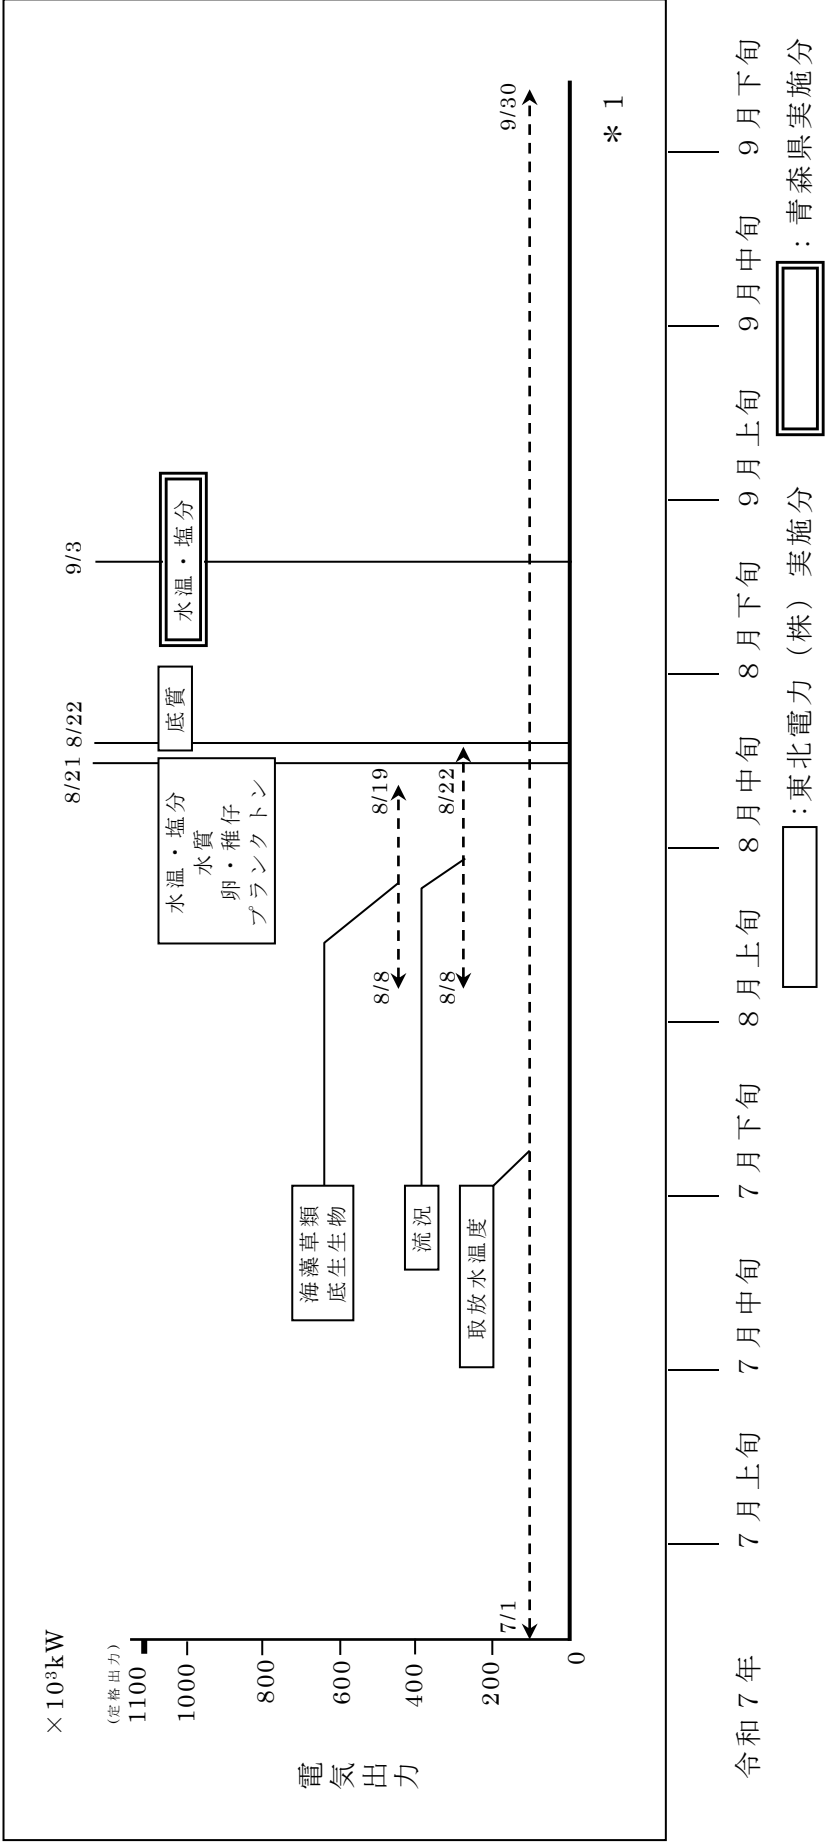 ×10³kW
(定格出力)
1100
1000
800
600
400
200
0
電気出力
9/3
8/21 8/22
水温・塩分
底質
水温・塩分
水質
卵・稚仔
プランクトン
8/8
8/19
8/8
8/22
海藻草類
底生生物
流況
取放水温度
7/1
9/30
＊1
令和７年
７月上旬
７月中旬
７月下旬
８月上旬
８月中旬
８月下旬
９月上旬
９月中旬
９月下旬
：東北電力（株）実施分
：青森県実施分